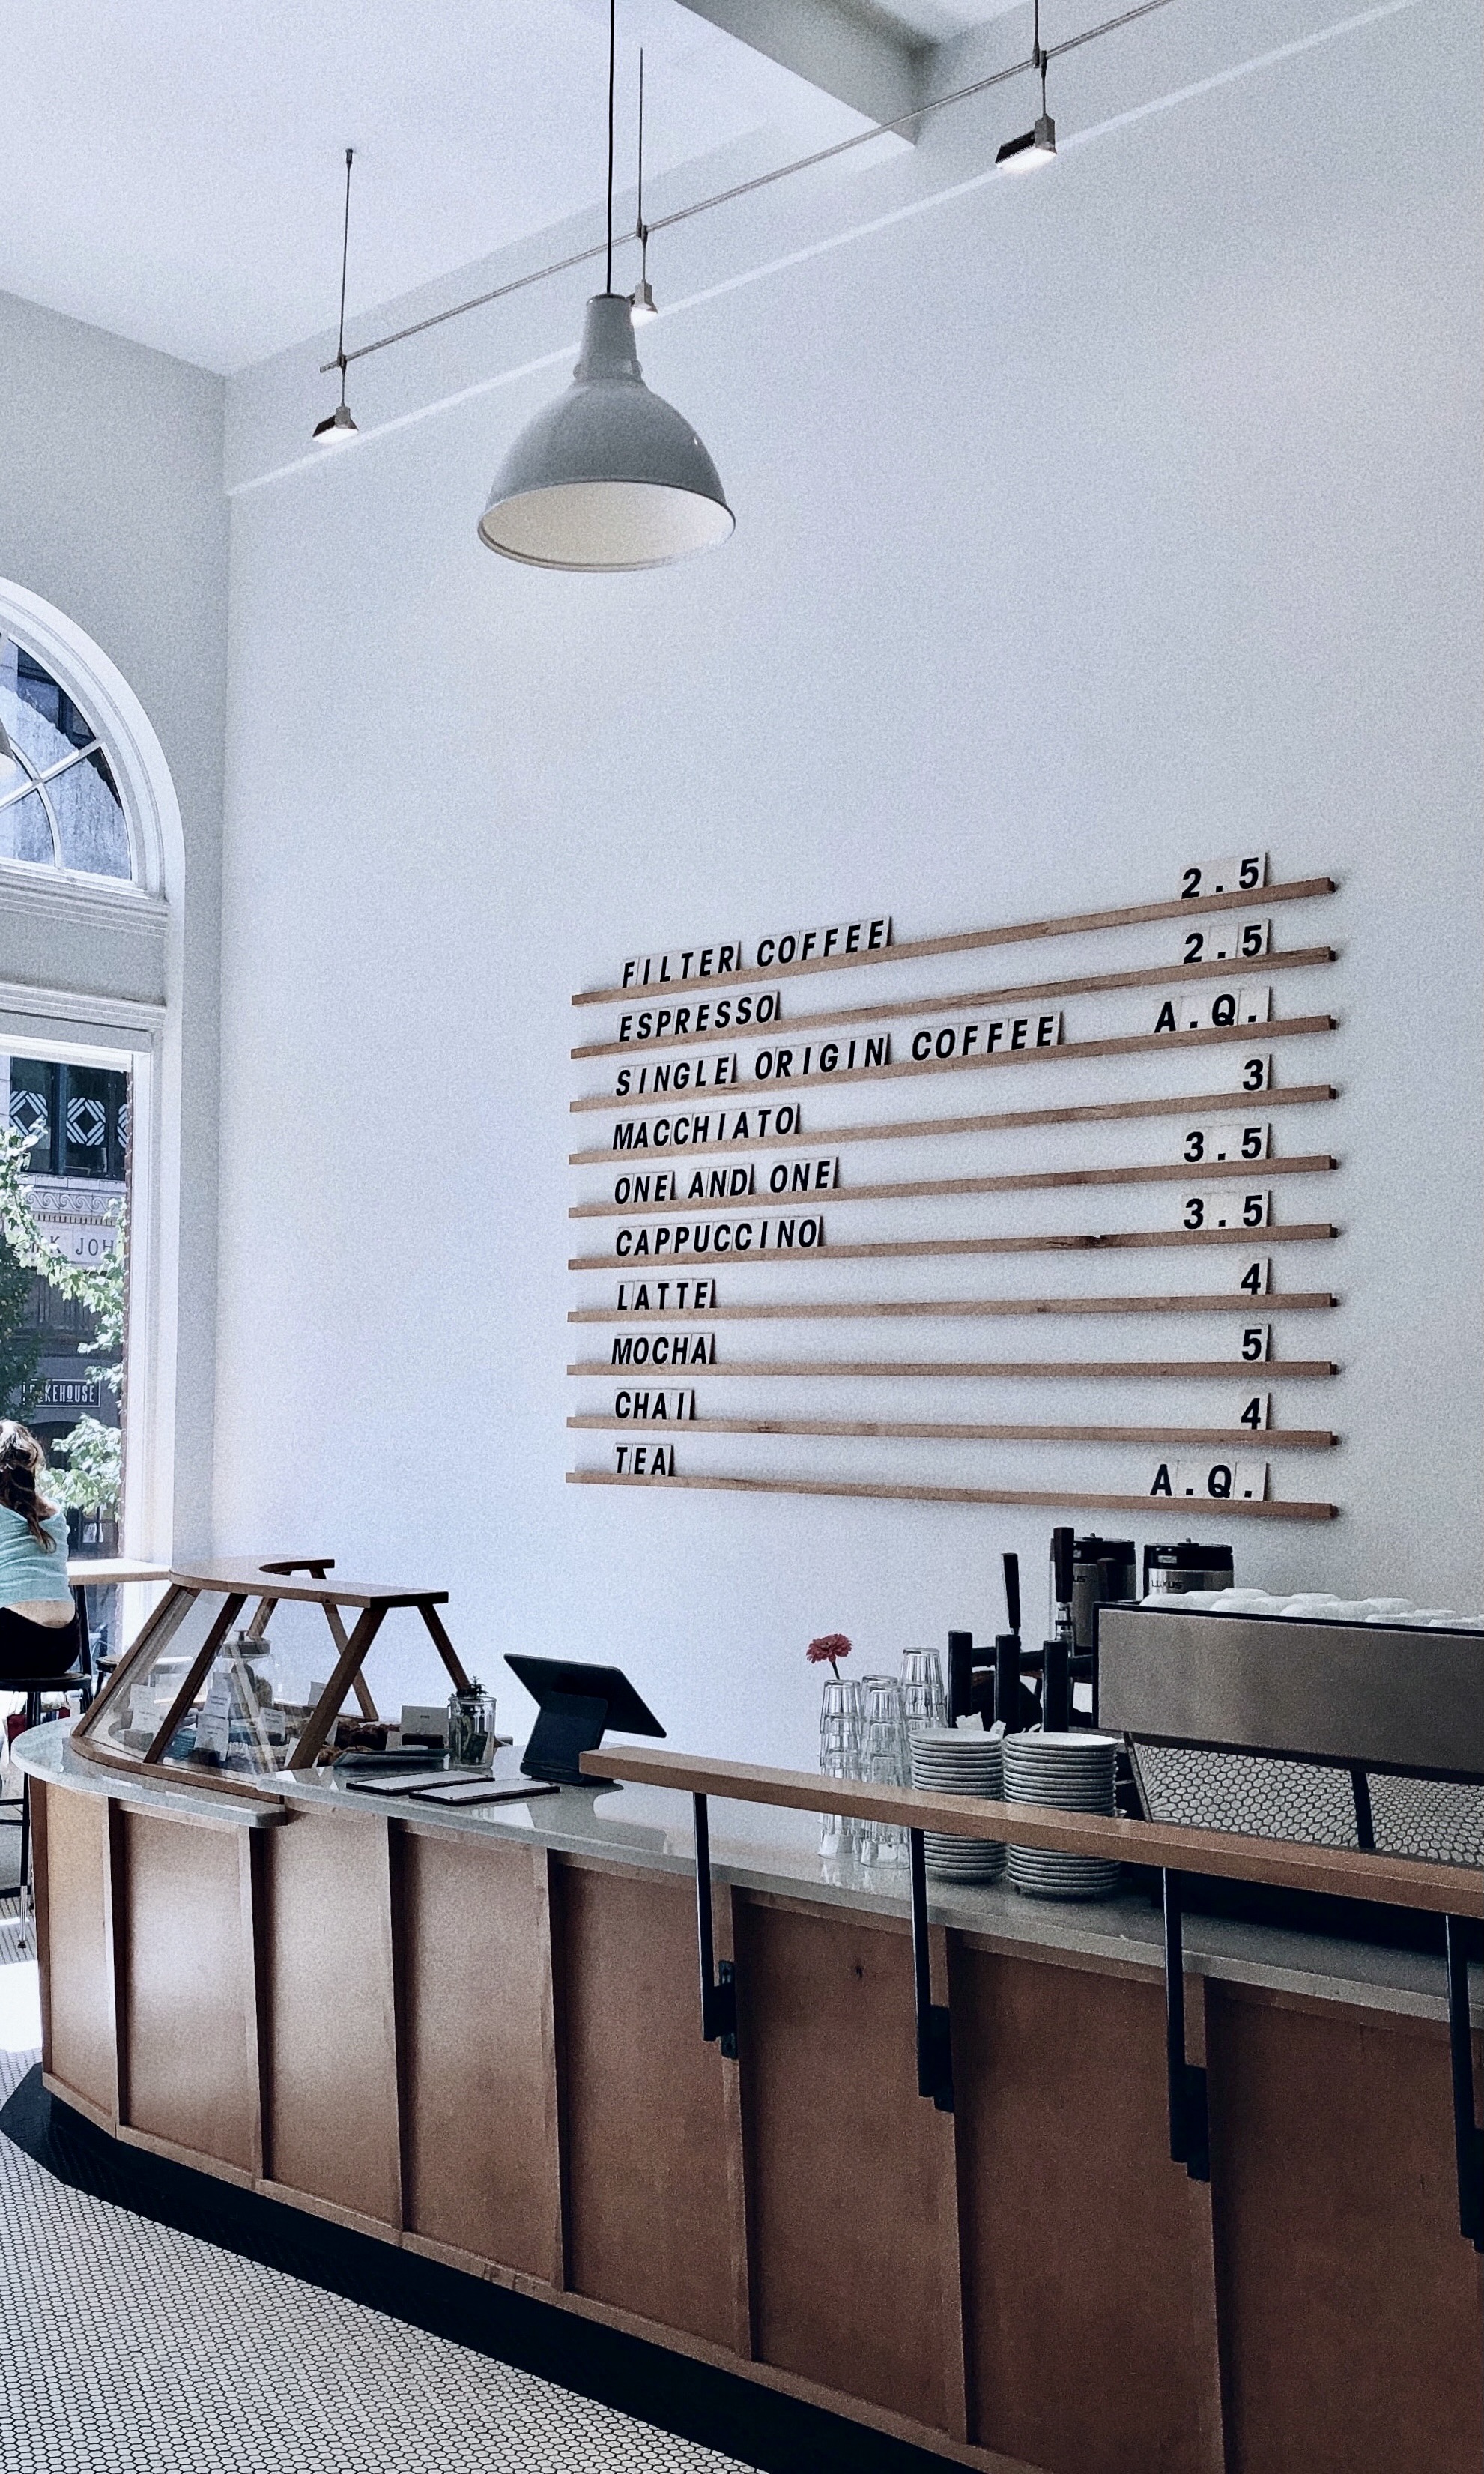 FILTER COFFEE 2.5
ESPRESSO 2.5
SINGLE ORIGIN COFFEE A.Q.
MACCHIATO 3
ONE AND ONE 3.5
CAPPUCCINO 3.5
LATTE 4
MOCHA 5
CHAI 4
TEA A.Q.
JOH
KEHOUSE
LUXUS